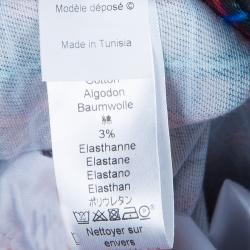 Modèle déposé ©
Made in Tunisia
Cotton
Algodon
Baumwolle
綿
3%
Elasthanne
Elastane
Elastano
Elasthan
ポリウレタン
Nettoyer sur
envers